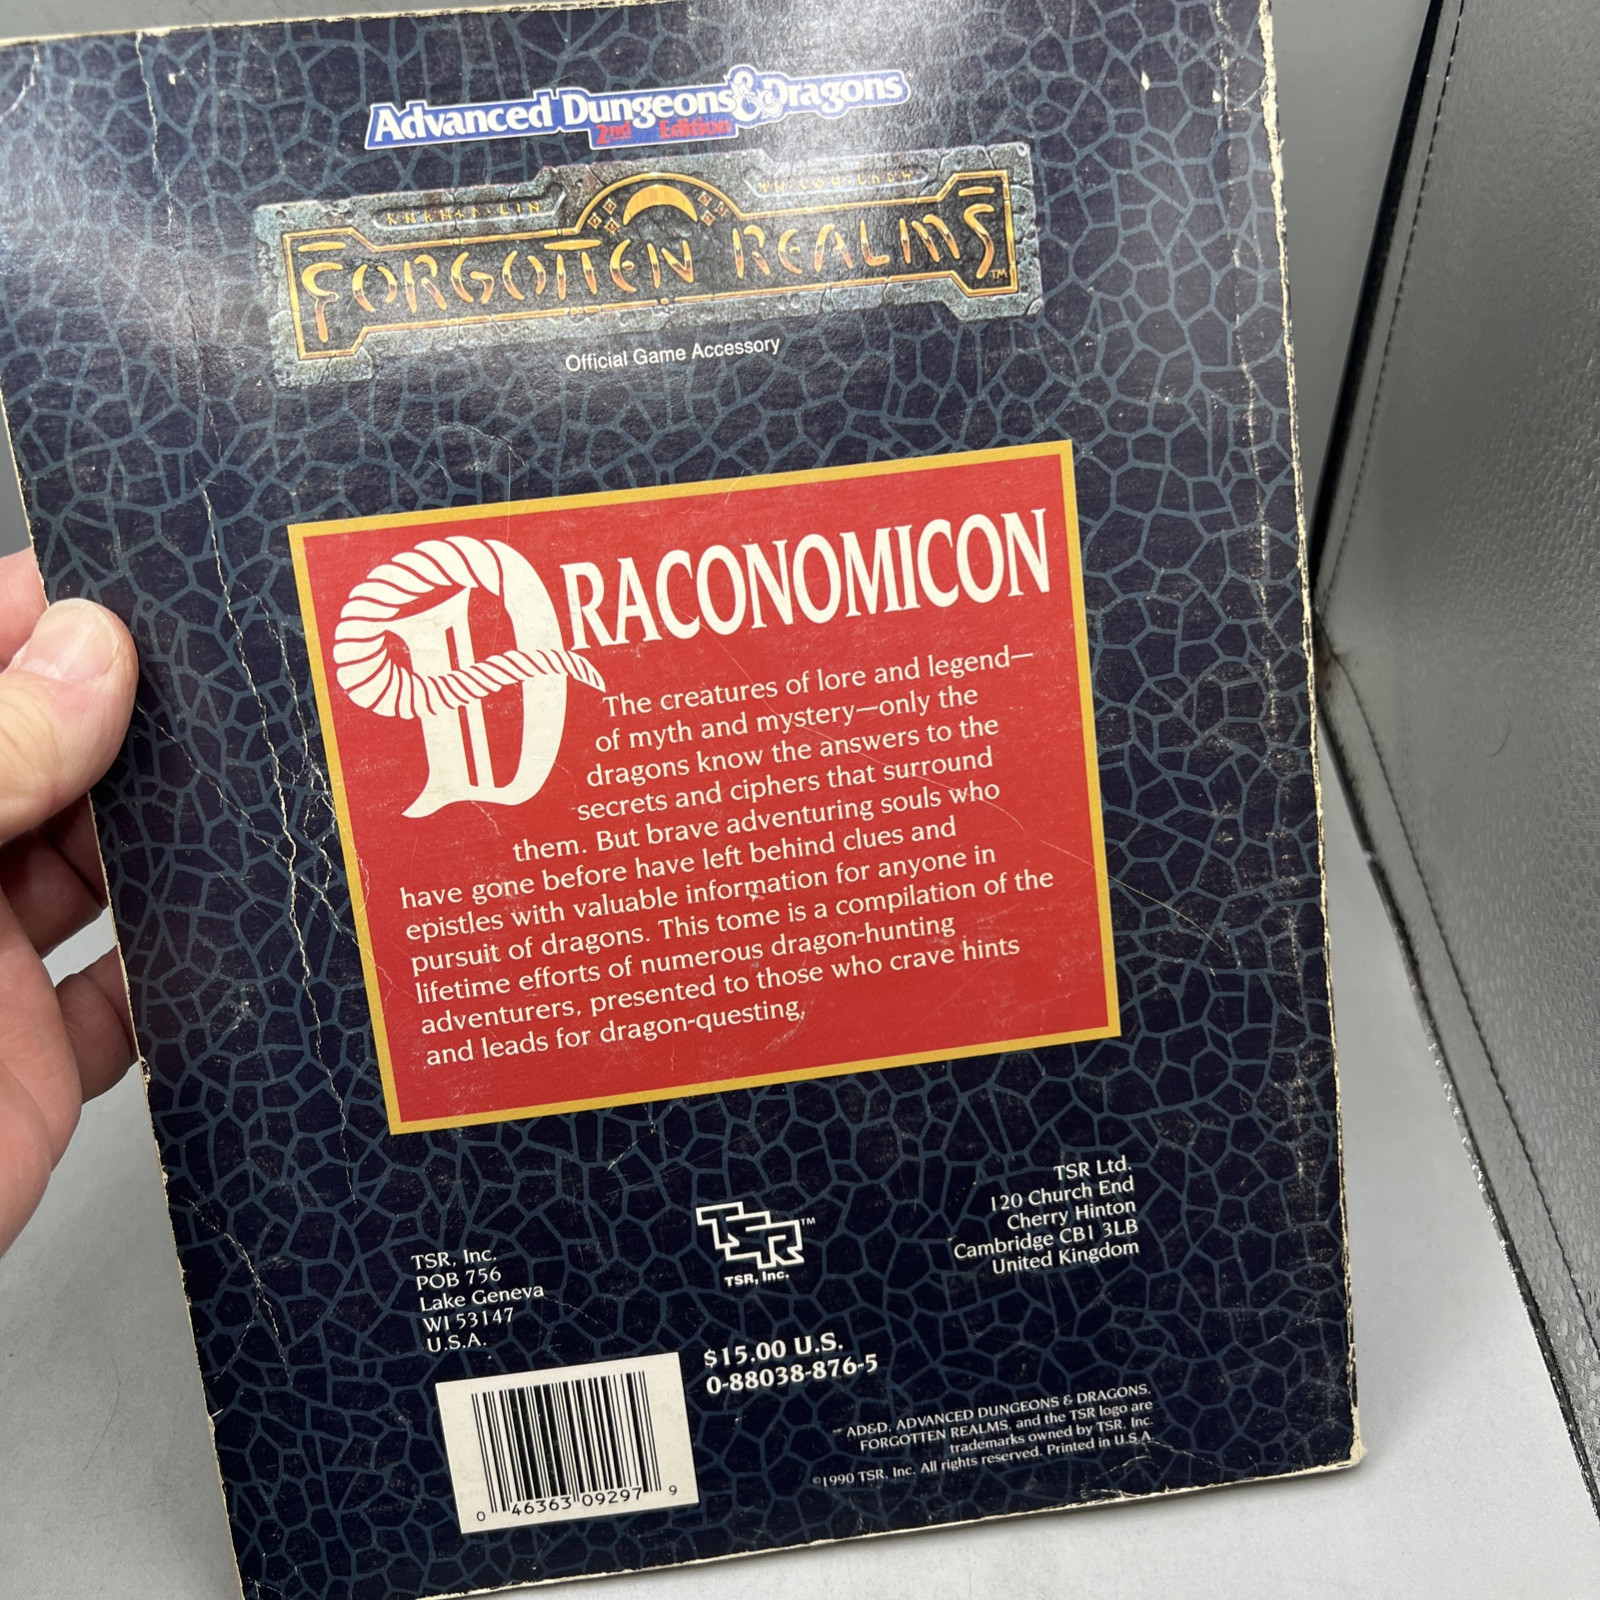 Advanced Dungeons & Dragons
2nd Edition
FORGOTTEN REALMS™
Official Game Accessory
DRACONOMICON
The creatures of lore and legend—
of myth and mystery—only the
dragons know the answers to the
secrets and ciphers that surround
them. But brave adventuring souls who
have gone before have left behind clues and
epistles with valuable information for anyone in
pursuit of dragons. This tome is a compilation of the
lifetime efforts of numerous dragon-hunting
adventurers, presented to those who crave hints
and leads for dragon-questing.
TSR, Inc.
POB 756
Lake Geneva
WI 53147
U.S.A.
TSR™
TSR, Inc.
TSR Ltd.
120 Church End
Cherry Hinton
Cambridge CB1 3LB
United Kingdom
$15.00 U.S.
0-88038-876-5
0 46363 09297 9
AD&D, ADVANCED DUNGEONS & DRAGONS,
FORGOTTEN REALMS, and the TSR logo are
trademarks owned by TSR, Inc.
©1990 TSR, Inc. All rights reserved. Printed in U.S.A.